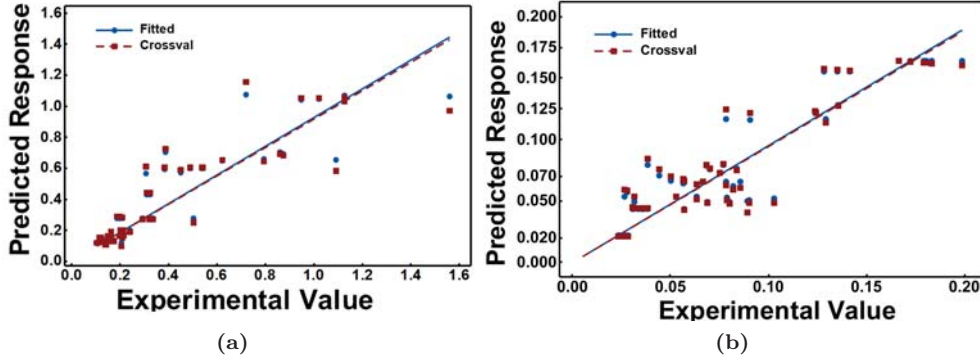 1.6
1.4
1.2
1.0
0.8
0.6
0.4
0.2
0.0
Predicted Response
Fitted
Crossval
0.0 0.2 0.4 0.6 0.8 1.0 1.2 1.4 1.6
Experimental Value
(a)
0.200
0.175
0.150
0.125
0.100
0.070
0.050
0.020
0.000
Predicted Response
Fitted
Crossval
0.00 0.05 0.10 0.15 0.20
Experimental Value
(b)